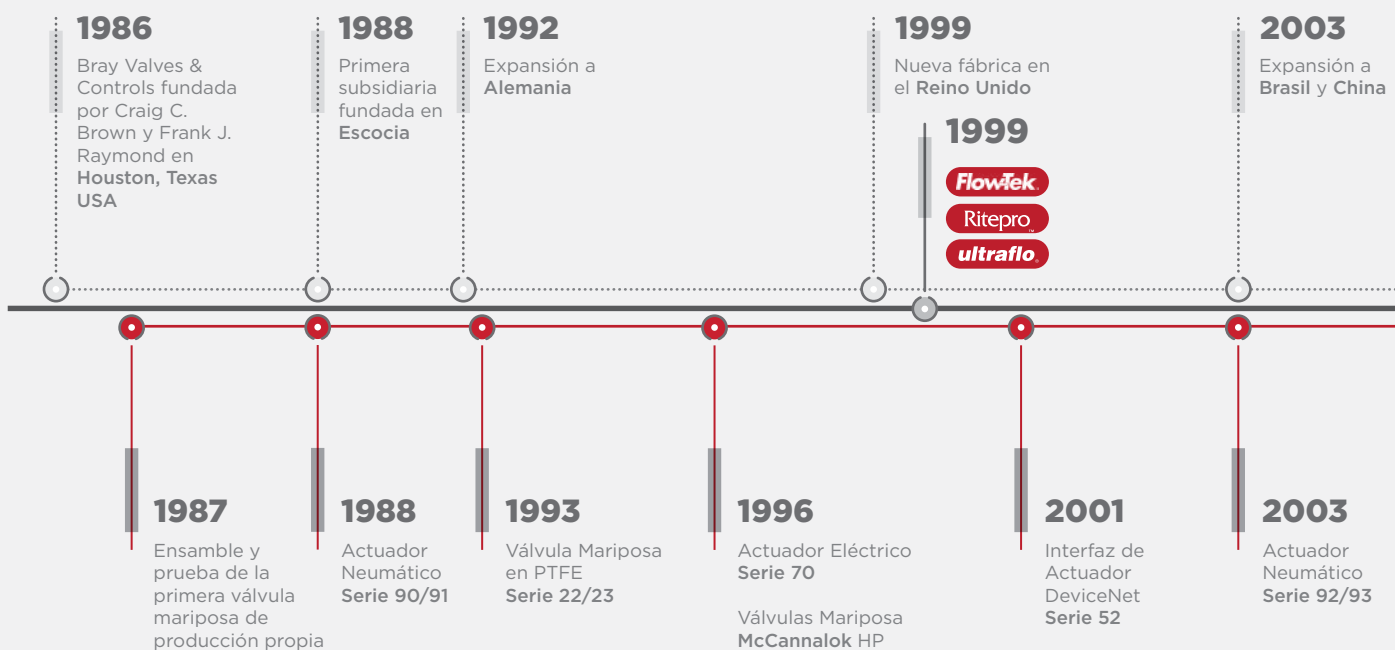 1986
Bray Valves &
Controls fundada
por Craig C.
Brown y Frank J.
Raymond en
Houston, Texas
USA
1988
Primera
subsidiaria
fundada en
Escocia
1992
Expansión a
Alemania
1999
Nueva fábrica en
el Reino Unido
1999
FlowTek
Ritepro™
ultraflo
2003
Expansión a
Brasil y China
1987
Ensamble y
prueba de la
primera válvula
mariposa de
producción propia
1988
Actuador
Neumático
Serie 90/91
1993
Válvula Mariposa
en PTFE
Serie 22/23
1996
Actuador Eléctrico
Serie 70
Válvulas Mariposa
McCannalok HP
2001
Interfaz de
Actuador
DeviceNet
Serie 52
2003
Actuador
Neumático
Serie 92/93